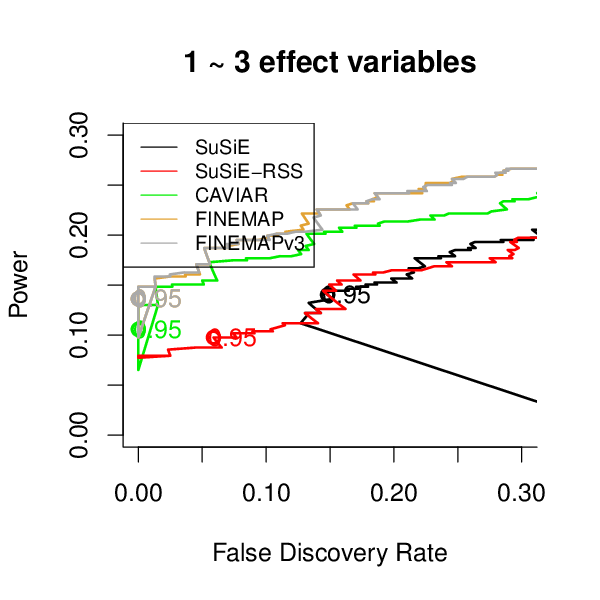 1 ~ 3 effect variables
SuSiE
SuSiE−RSS
CAVIAR
FINEMAP
FINEMAPv3
0.30
0.20
0.10
0.00
Power
0.95
0.95
0.95
0.95
0.00 0.10 0.20 0.30
False Discovery Rate